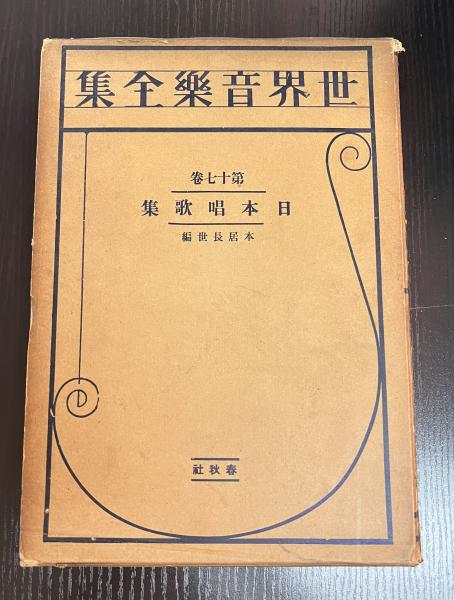 世界音樂全集
第十七卷
日本唱歌集
本居長世編
春秋社